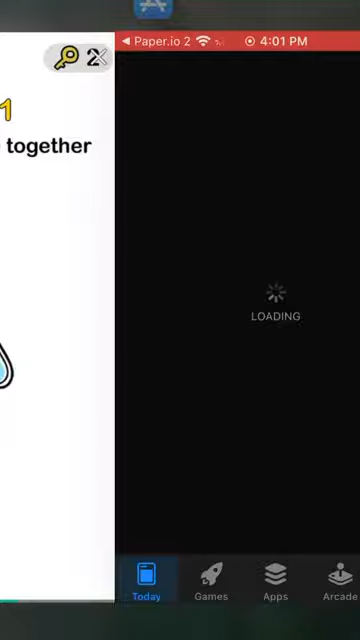 ◀ Paper.io 2 4:01 PM
1
together
LOADING
Today Games Apps Arcade